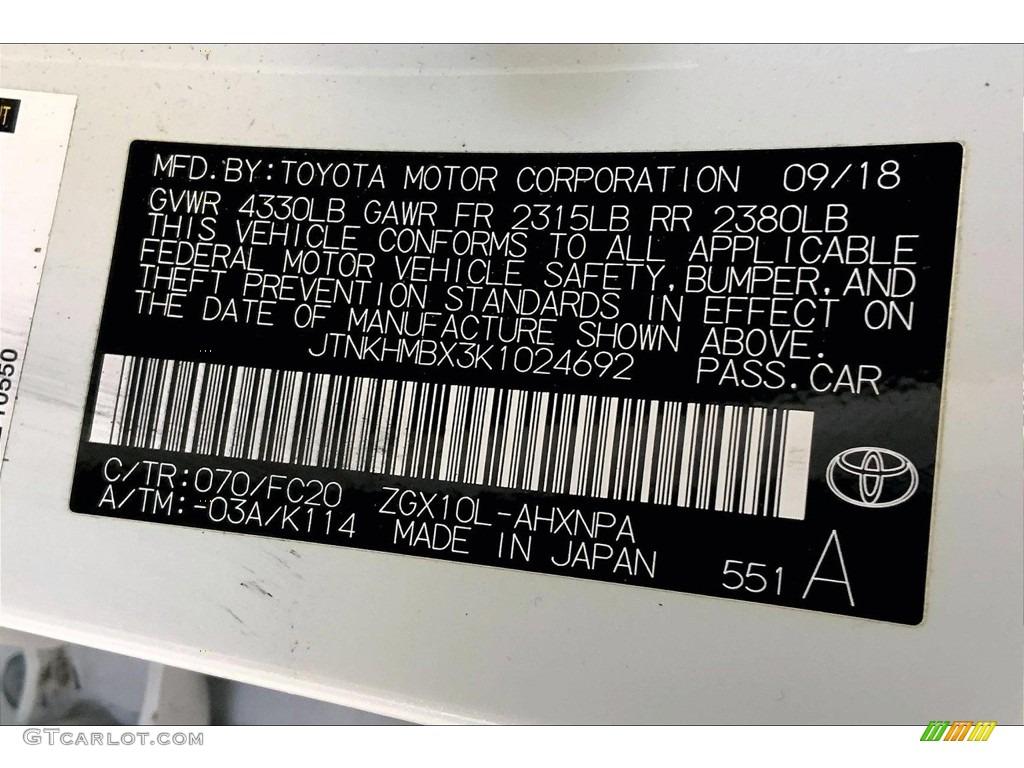 MFD. BY: TOYOTA MOTOR CORPORATION 09/18
GVWR 4330LB GAWR FR 2315LB RR 2380LB
THIS VEHICLE CONFORMS TO ALL APPLICABLE
FEDERAL MOTOR VEHICLE SAFETY, BUMPER, AND
THEFT PREVENTION STANDARDS IN EFFECT ON
THE DATE OF MANUFACTURE SHOWN ABOVE.
JTNKHMBX3K1024692 PASS. CAR
C/TR: 070/FC20 ZGX10L-AHXNPA
A/TM: -03A/K114 MADE IN JAPAN 551 A
GTCARLOT.COM